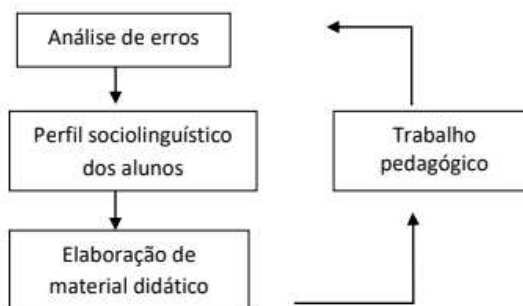 Análise de erros
Perfil sociolinguístico
dos alunos
Trabalho
pedagógico
Elaboração de
material didático